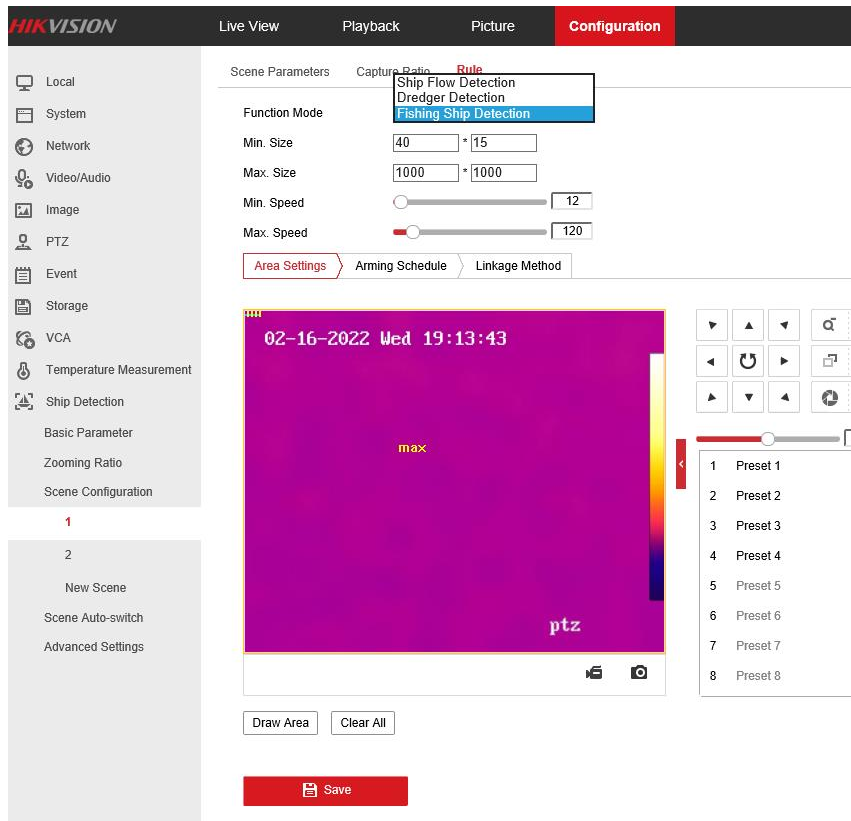 HIKVISION Live View Playback Picture Configuration
Scene Parameters Capture Ratio Rule
Local
System
Network
Video/Audio
Image
PTZ
Event
Storage
VCA
Temperature Measurement
Ship Detection
Basic Parameter
Zooming Ratio
Scene Configuration
1
2
New Scene
Scene Auto-switch
Advanced Settings
Function Mode
Ship Flow Detection
Dredger Detection
Fishing Ship Detection
Min. Size 40 * 15
Max. Size 1000 * 1000
Min. Speed 12
Max. Speed 120
Area Settings Arming Schedule Linkage Method
02-16-2022 Wed 19:13:43
max
ptz
1 Preset 1
2 Preset 2
3 Preset 3
4 Preset 4
5 Preset 5
6 Preset 6
7 Preset 7
8 Preset 8
Draw Area Clear All
Save